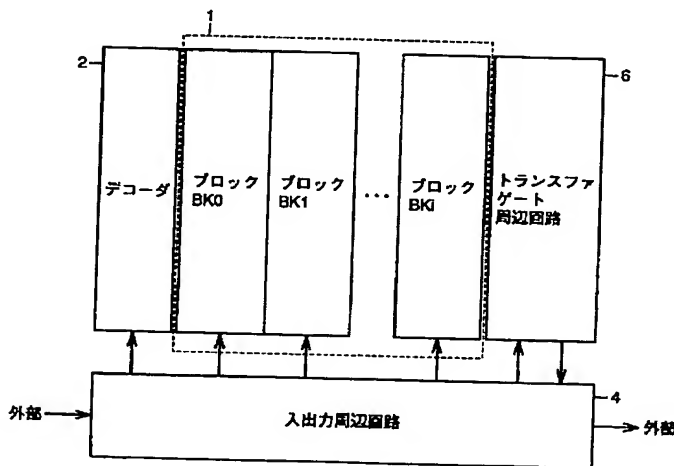 1
2
6
デコーダ
ブロック
BK0
ブロック
BK1
...
ブロック
BKi
トランスファ
ゲート
周辺回路
4
外部
入出力周辺回路
外部